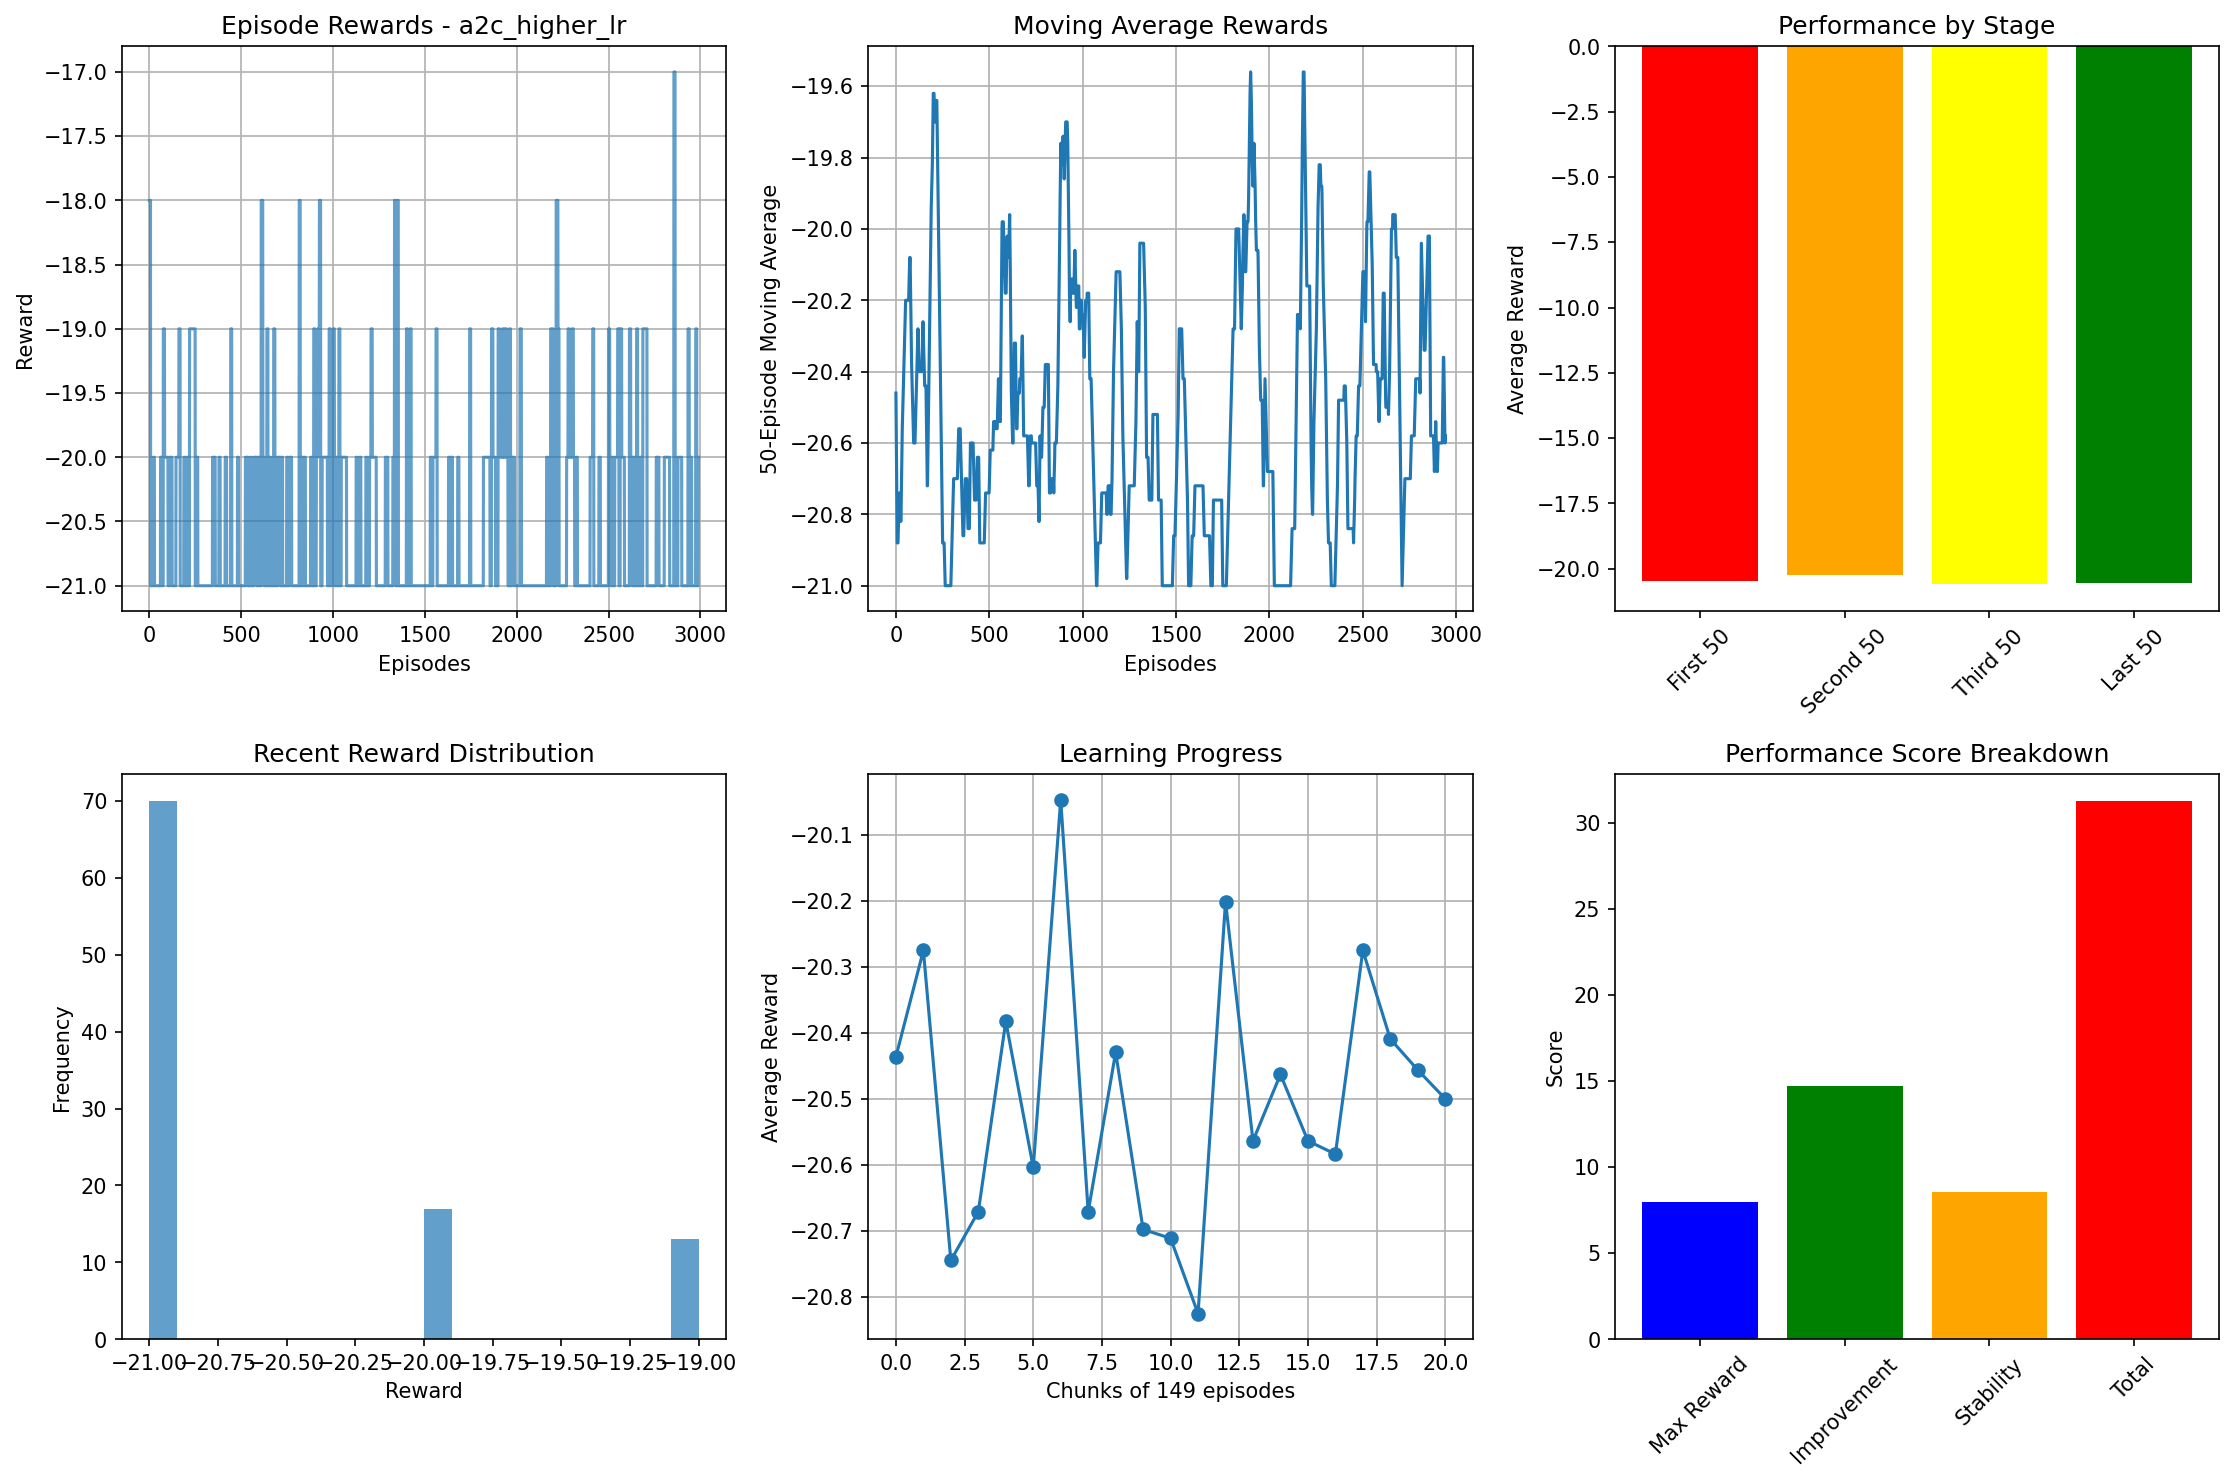 Episode Rewards - a2c_higher_lr
Reward
−17.0
−17.5
−18.0
−18.5
−19.0
−19.5
−20.0
−20.5
−21.0
0 500 1000 1500 2000 2500 3000
Episodes
Moving Average Rewards
50-Episode Moving Average
−19.6
−19.8
−20.0
−20.2
−20.4
−20.6
−20.8
−21.0
0 500 1000 1500 2000 2500 3000
Episodes
Performance by Stage
Average Reward
0.0
−2.5
−5.0
−7.5
−10.0
−12.5
−15.0
−17.5
−20.0
First 50 Second 50 Third 50 Last 50
Recent Reward Distribution
Frequency
70
60
50
40
30
20
10
0
−21.00 −20.75 −20.50 −20.25 −20.00 −19.75 −19.50 −19.25 −19.00
Reward
Learning Progress
Average Reward
−20.1
−20.2
−20.3
−20.4
−20.5
−20.6
−20.7
−20.8
0.0 2.5 5.0 7.5 10.0 12.5 15.0 17.5 20.0
Chunks of 149 episodes
Performance Score Breakdown
Score
30
25
20
15
10
5
0
Max Reward Improvement Stability Total